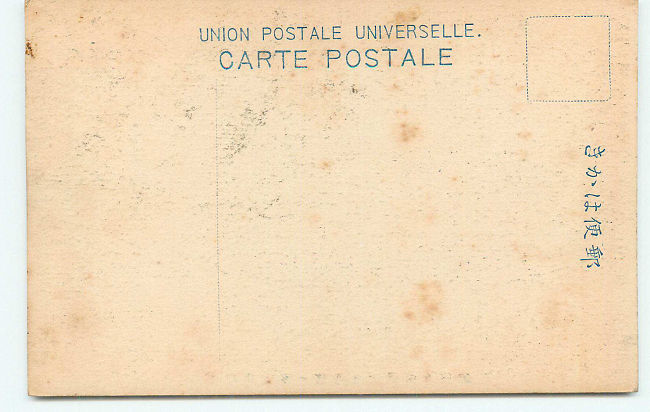 UNION POSTALE UNIVERSELLE.
CARTE POSTALE
郵便はかき